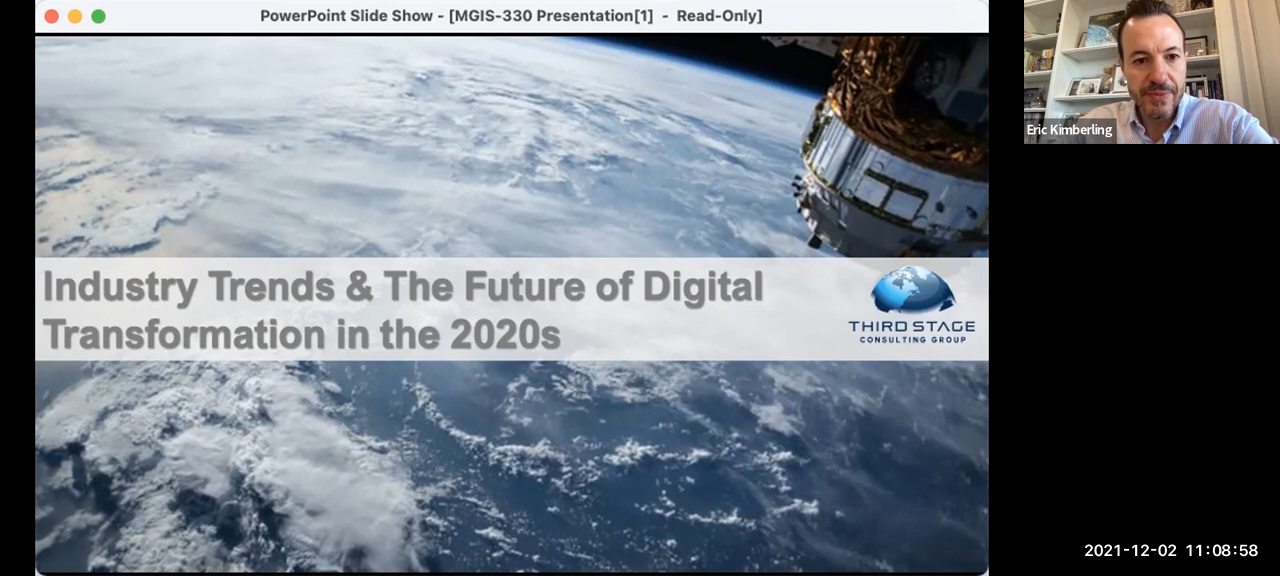 PowerPoint Slide Show - [MGIS-330 Presentation[1] - Read-Only]
Eric Kimberling
Industry Trends & The Future of Digital
Transformation in the 2020s
THIRD STAGE
CONSULTING GROUP
2021-12-02 11:08:58